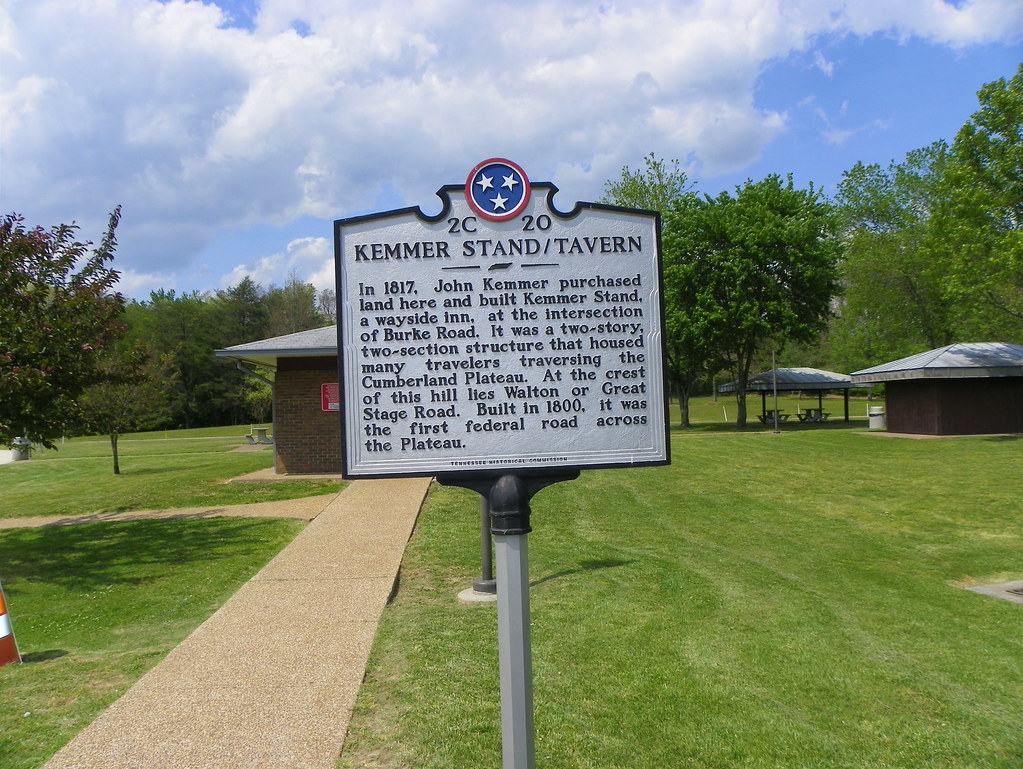 2C 20
KEMMER STAND/TAVERN
In 1817, John Kemmer purchased
land here and built Kemmer Stand,
a wayside inn, at the intersection
of Burke Road. It was a two-story,
two-section structure that housed
many travelers traversing the
Cumberland Plateau. At the crest
of this hill lies Walton or Great
Stage Road. Built in 1800, it was
the first federal road across
the Plateau.
TENNESSEE HISTORICAL COMMISSION